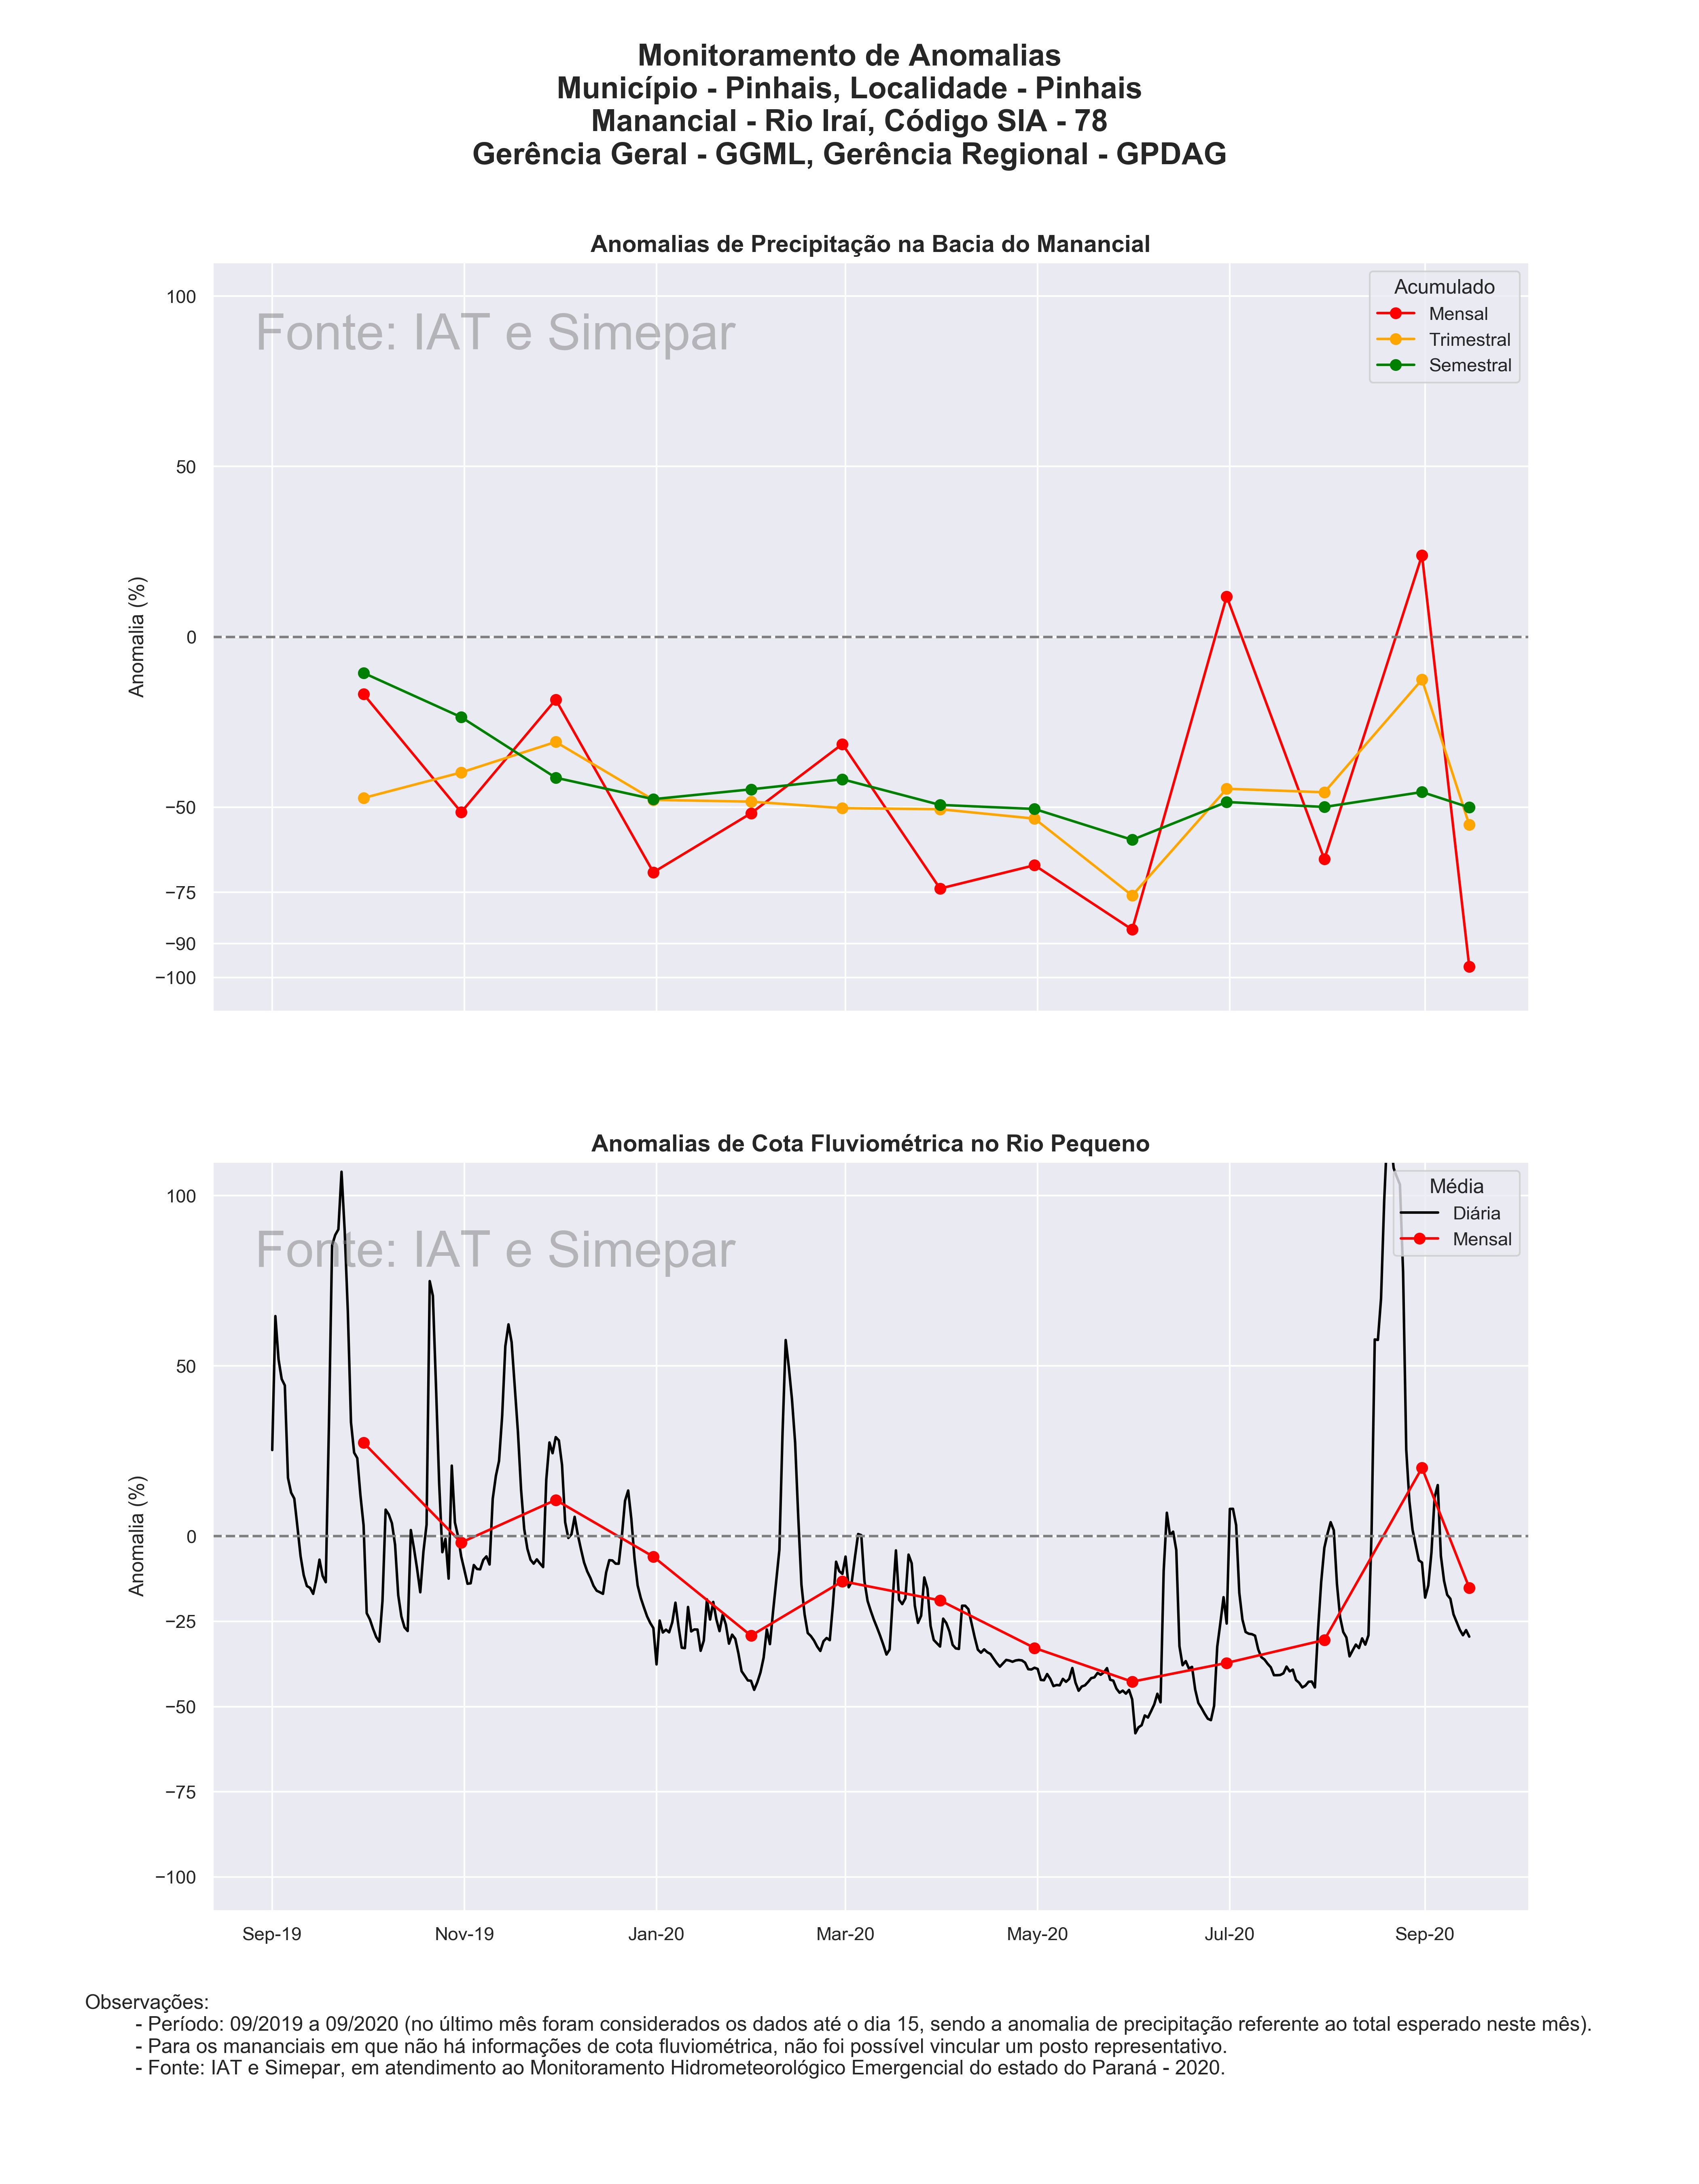 Monitoramento de Anomalias
Município - Pinhais, Localidade - Pinhais
Manancial - Rio Iraí, Código SIA - 78
Gerência Geral - GGML, Gerência Regional - GPDAG
Anomalias de Precipitação na Bacia do Manancial
Fonte: IAT e Simepar
Acumulado
Mensal
Trimestral
Semestral
Anomalia (%)
100
50
0
−50
−75
−90
−100
Anomalias de Cota Fluviométrica no Rio Pequeno
Fonte: IAT e Simepar
Média
Diária
Mensal
Anomalia (%)
100
50
0
−25
−50
−75
−100
Sep-19 Nov-19 Jan-20 Mar-20 May-20 Jul-20 Sep-20
Observações:
- Período: 09/2019 a 09/2020 (no último mês foram considerados os dados até o dia 15, sendo a anomalia de precipitação referente ao total esperado neste mês).
- Para os mananciais em que não há informações de cota fluviométrica, não foi possível vincular um posto representativo.
- Fonte: IAT e Simepar, em atendimento ao Monitoramento Hidrometeorológico Emergencial do estado do Paraná - 2020.